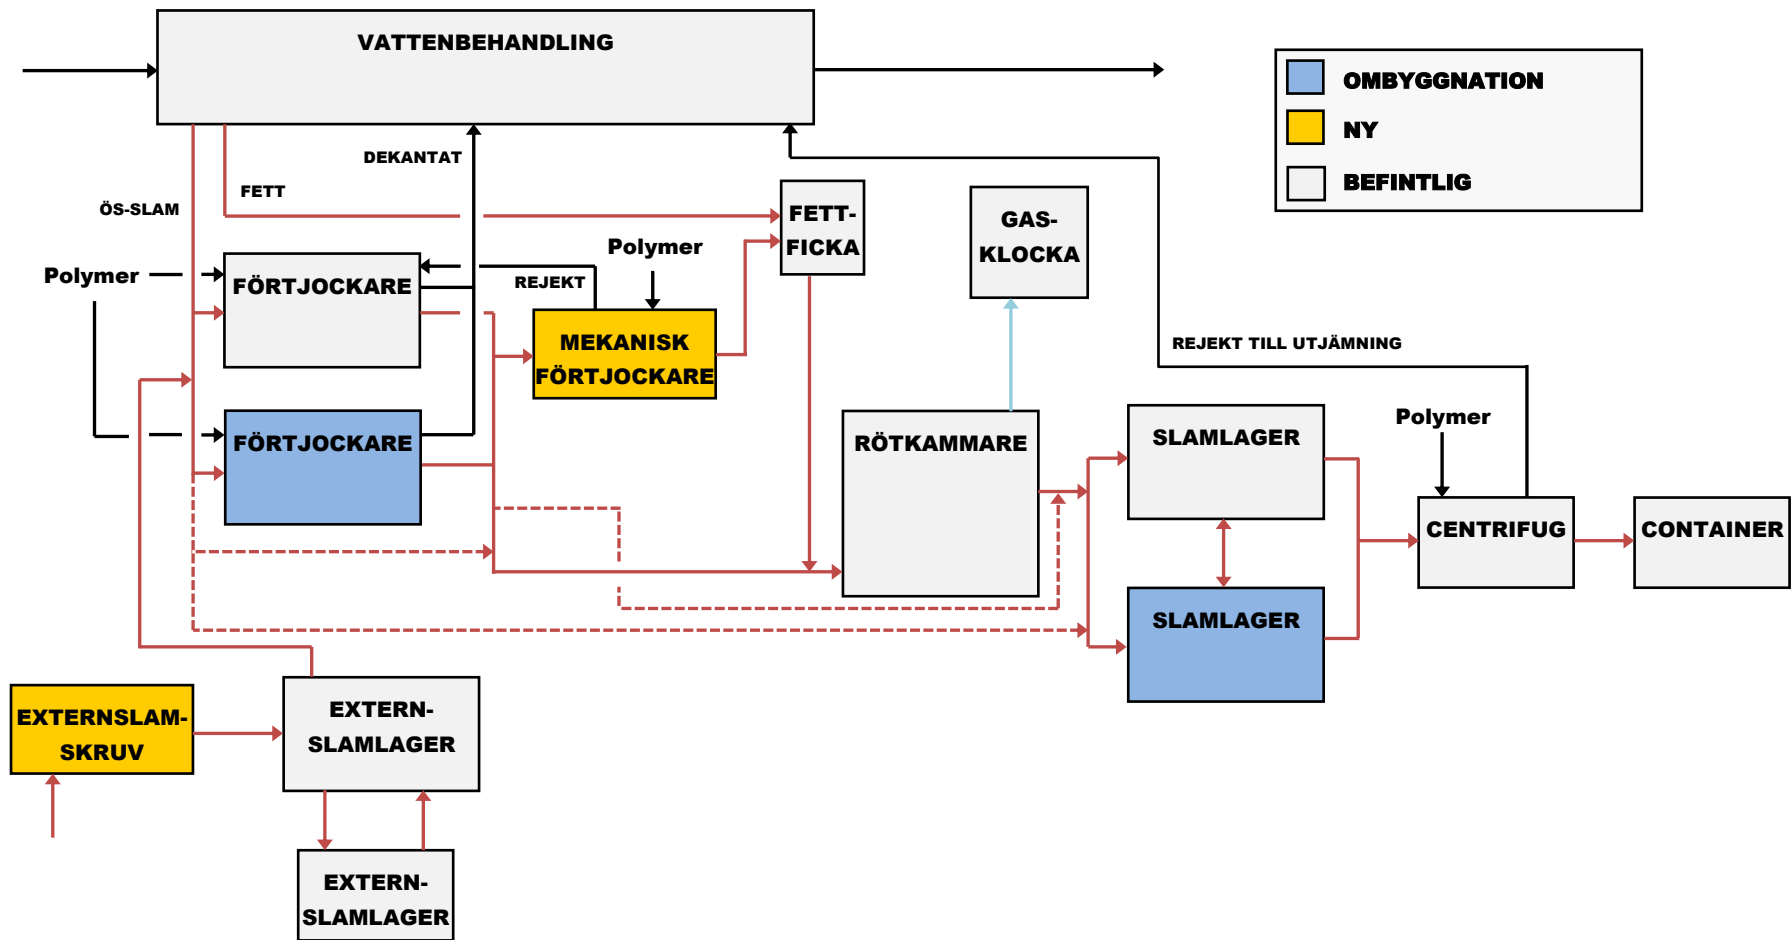 VATTENBEHANDLING
OMBYGGNATION
NY
BEFINTLIG
DEKANTAT
FETT
ÖS-SLAM
FETT-
FICKA
GAS-
KLOCKA
Polymer
Polymer
FÖRTJOCKARE
REJEKT
MEKANISK
FÖRTJOCKARE
REJEKT TILL UTJÄMNING
FÖRTJOCKARE
RÖTKAMMARE
SLAMLAGER
Polymer
CENTRIFUG
CONTAINER
SLAMLAGER
EXTERNSLAM-
SKRUV
EXTERN-
SLAMLAGER
EXTERN-
SLAMLAGER